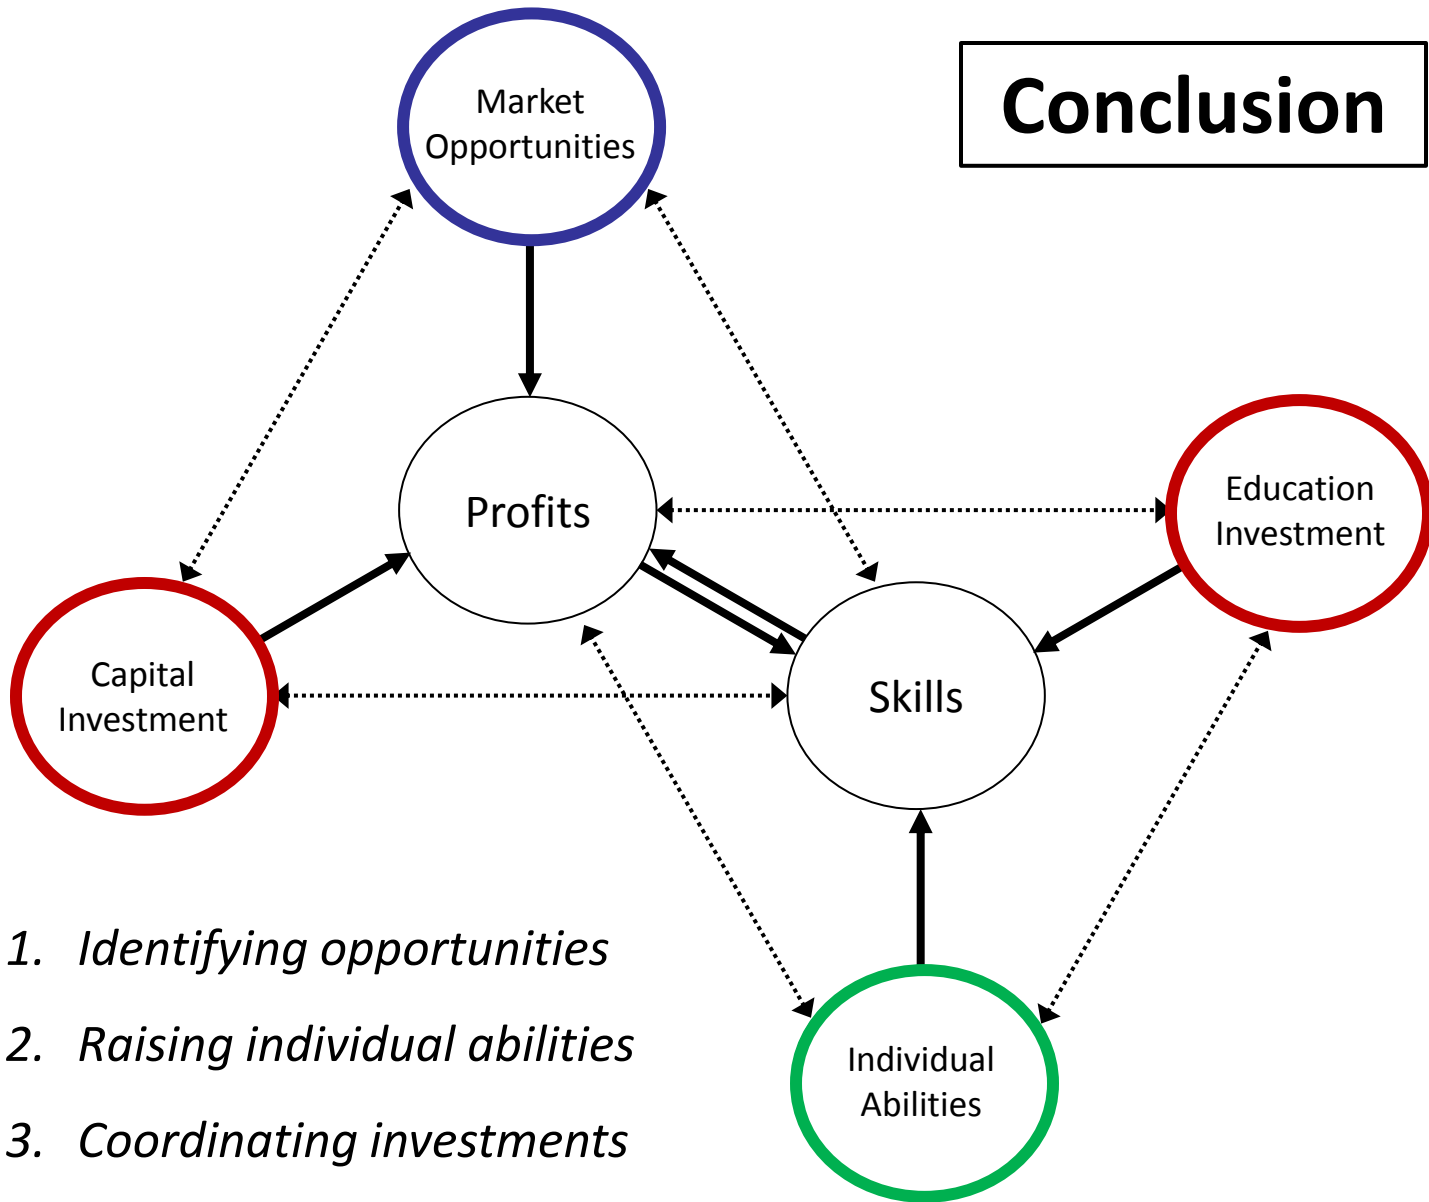 Market
Opportunities
Conclusion
Profits
Education
Investment
Capital
Investment
Skills
1. Identifying opportunities
2. Raising individual abilities
3. Coordinating investments
Individual
Abilities